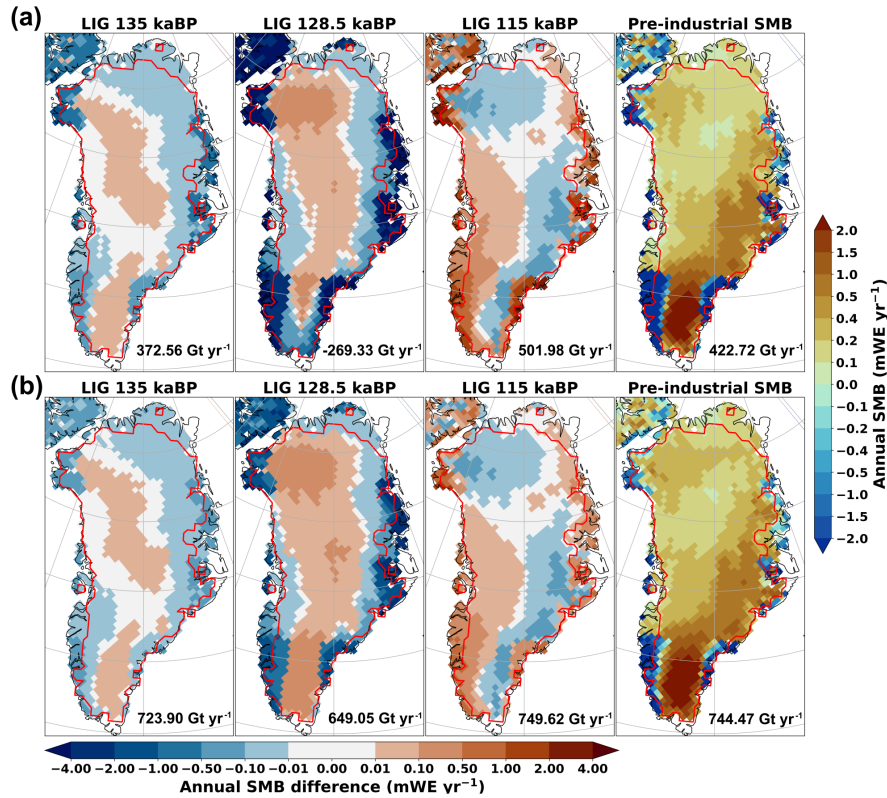 (a)
LIG 135 kaBP LIG 128.5 kaBP LIG 115 kaBP Pre-industrial SMB
372.56 Gt yr⁻¹ -269.33 Gt yr⁻¹ 501.98 Gt yr⁻¹ 422.72 Gt yr⁻¹
(b)
LIG 135 kaBP LIG 128.5 kaBP LIG 115 kaBP Pre-industrial SMB
723.90 Gt yr⁻¹ 649.05 Gt yr⁻¹ 749.62 Gt yr⁻¹ 744.47 Gt yr⁻¹
2.0
1.5
1.0
0.5
0.4
0.2
0.1
0.0
−0.1
−0.2
−0.4
−0.5
−1.0
−1.5
−2.0
Annual SMB (mWE yr⁻¹)
−4.00 −2.00 −1.00 −0.50 −0.10 −0.01 0.00 0.01 0.10 0.50 1.00 2.00 4.00
Annual SMB difference (mWE yr⁻¹)